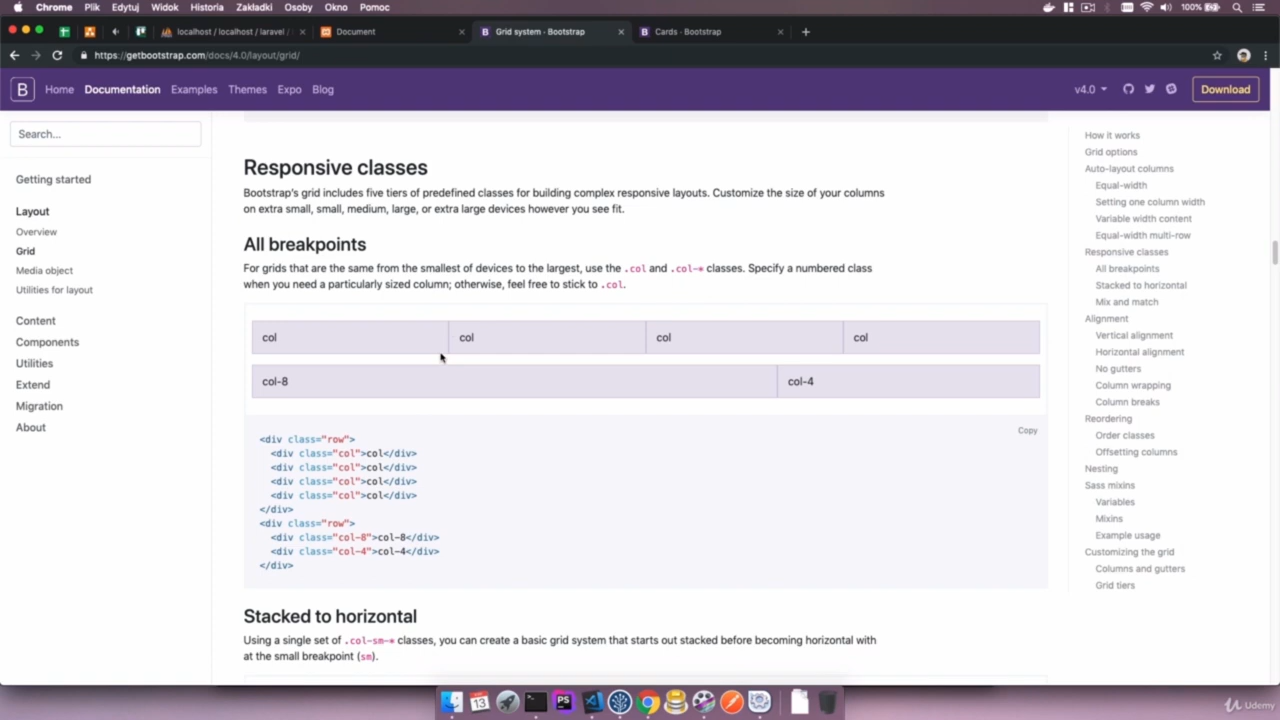 Chrome Plik Edytuj Widok Historia Zakładki Osoby Okno Pomoc 100%
localhost / localhost / laravel / Document Grid system · Bootstrap Cards · Bootstrap
https://getbootstrap.com/docs/4.0/layout/grid/
B Home Documentation Examples Themes Expo Blog v4.0 Download
Search...
Getting started
Layout
Overview
Grid
Media object
Utilities for layout
Content
Components
Utilities
Extend
Migration
About
Responsive classes
Bootstrap's grid includes five tiers of predefined classes for building complex responsive layouts. Customize the size of your columns
on extra small, small, medium, large, or extra large devices however you see fit.
All breakpoints
For grids that are the same from the smallest of devices to the largest, use the .col and .col-* classes. Specify a numbered class
when you need a particularly sized column; otherwise, feel free to stick to .col.
col col col col
col-8 col-4
Copy
<div class="row">
<div class="col">col</div>
<div class="col">col</div>
<div class="col">col</div>
<div class="col">col</div>
</div>
<div class="row">
<div class="col-8">col-8</div>
<div class="col-4">col-4</div>
</div>
Stacked to horizontal
Using a single set of .col-sm-* classes, you can create a basic grid system that starts out stacked before becoming horizontal with
at the small breakpoint (sm).
How it works
Grid options
Auto-layout columns
Equal-width
Setting one column width
Variable width content
Equal-width multi-row
Responsive classes
All breakpoints
Stacked to horizontal
Mix and match
Alignment
Vertical alignment
Horizontal alignment
No gutters
Column wrapping
Column breaks
Reordering
Order classes
Offsetting columns
Nesting
Sass mixins
Variables
Mixins
Example usage
Customizing the grid
Columns and gutters
Grid tiers
13 PS
Udemy